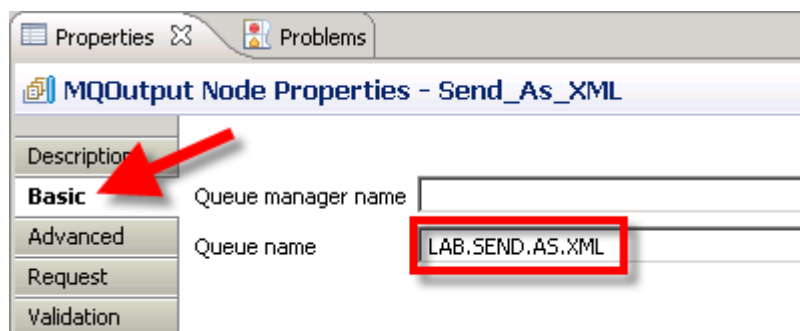 Properties Problems
MQOutput Node Properties - Send_As_XML
Description
Basic Queue manager name
Advanced Queue name LAB.SEND.AS.XML
Request
Validation